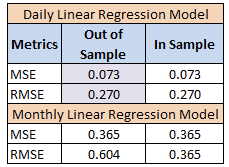 Daily Linear Regression Model
Metrics Out of Sample In Sample
MSE 0.073 0.073
RMSE 0.270 0.270
Monthly Linear Regression Model
MSE 0.365 0.365
RMSE 0.604 0.365